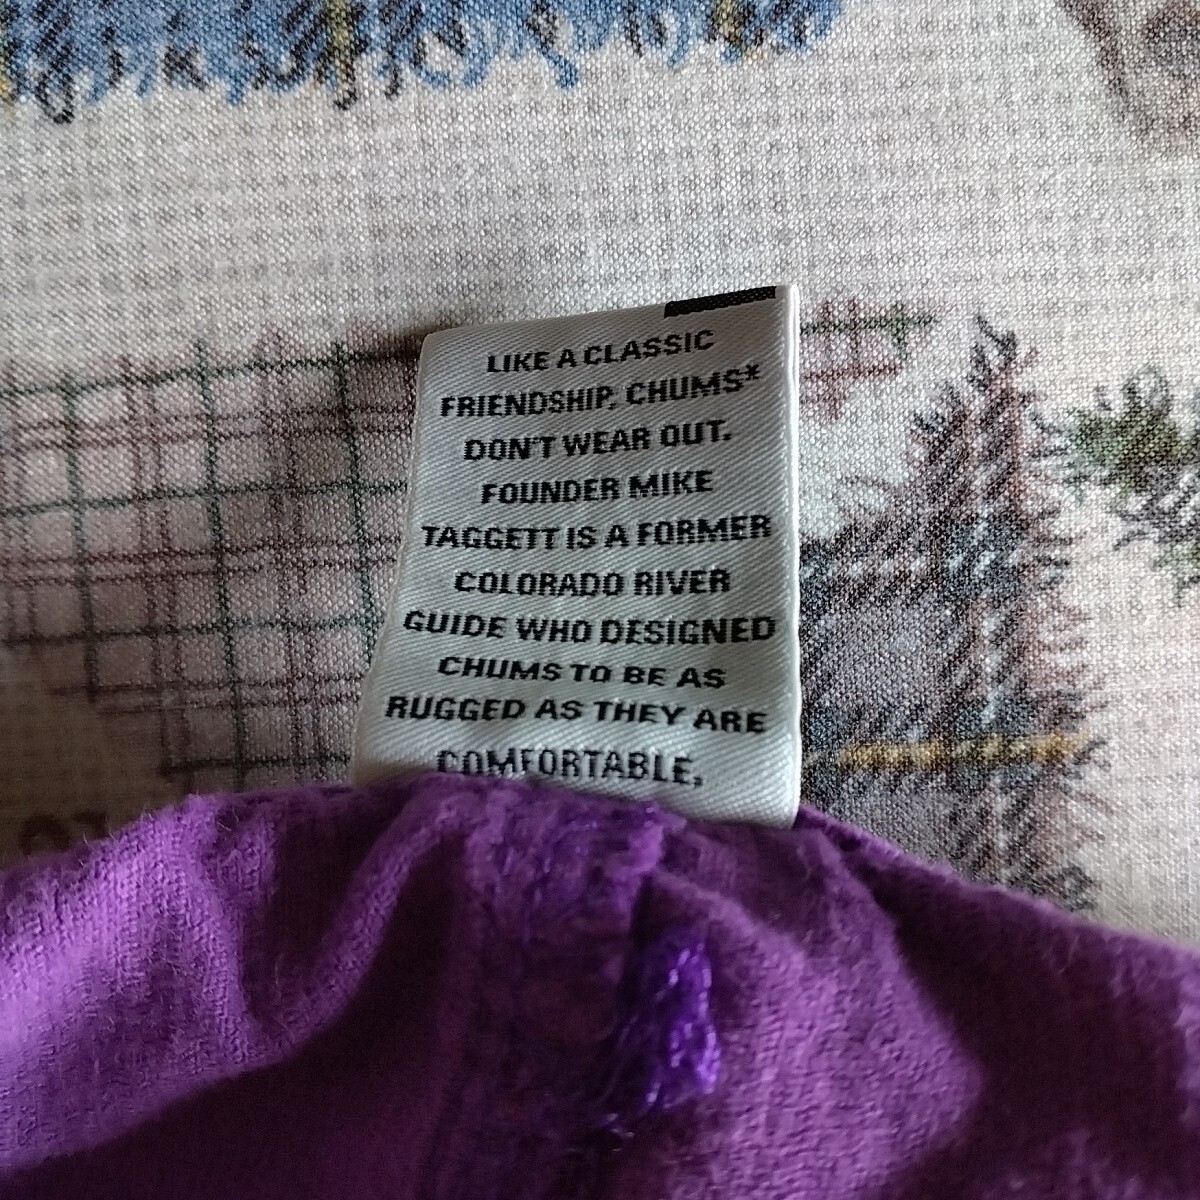 LIKE A CLASSIC
FRIENDSHIP, CHUMS*
DON'T WEAR OUT.
FOUNDER MIKE
TAGGETT IS A FORMER
COLORADO RIVER
GUIDE WHO DESIGNED
CHUMS TO BE AS
RUGGED AS THEY ARE
COMFORTABLE,